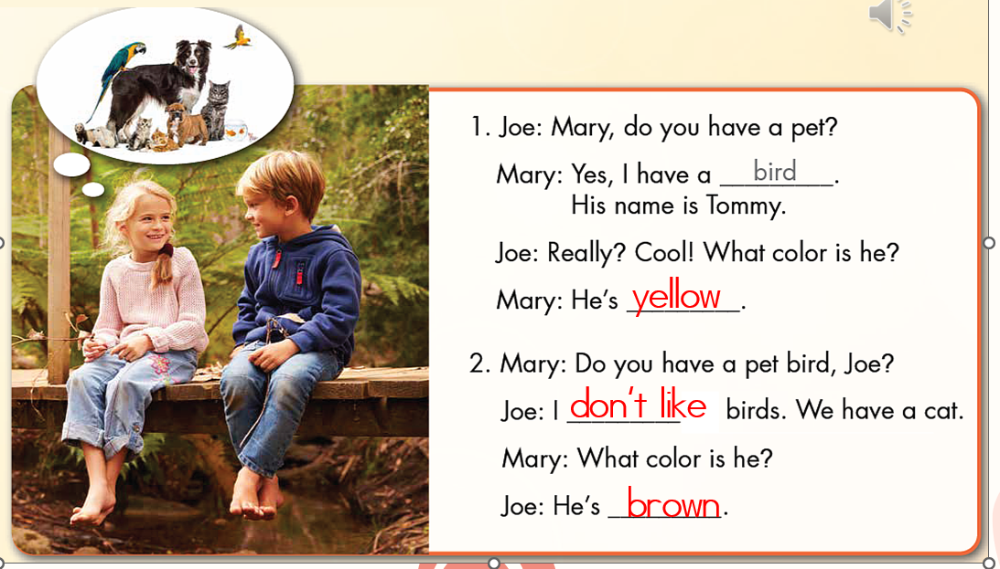 1. Joe: Mary, do you have a pet?
Mary: Yes, I have a bird.
His name is Tommy.
Joe: Really? Cool! What color is he?
Mary: He's yellow.
2. Mary: Do you have a pet bird, Joe?
Joe: I don't like birds. We have a cat.
Mary: What color is he?
Joe: He's brown.